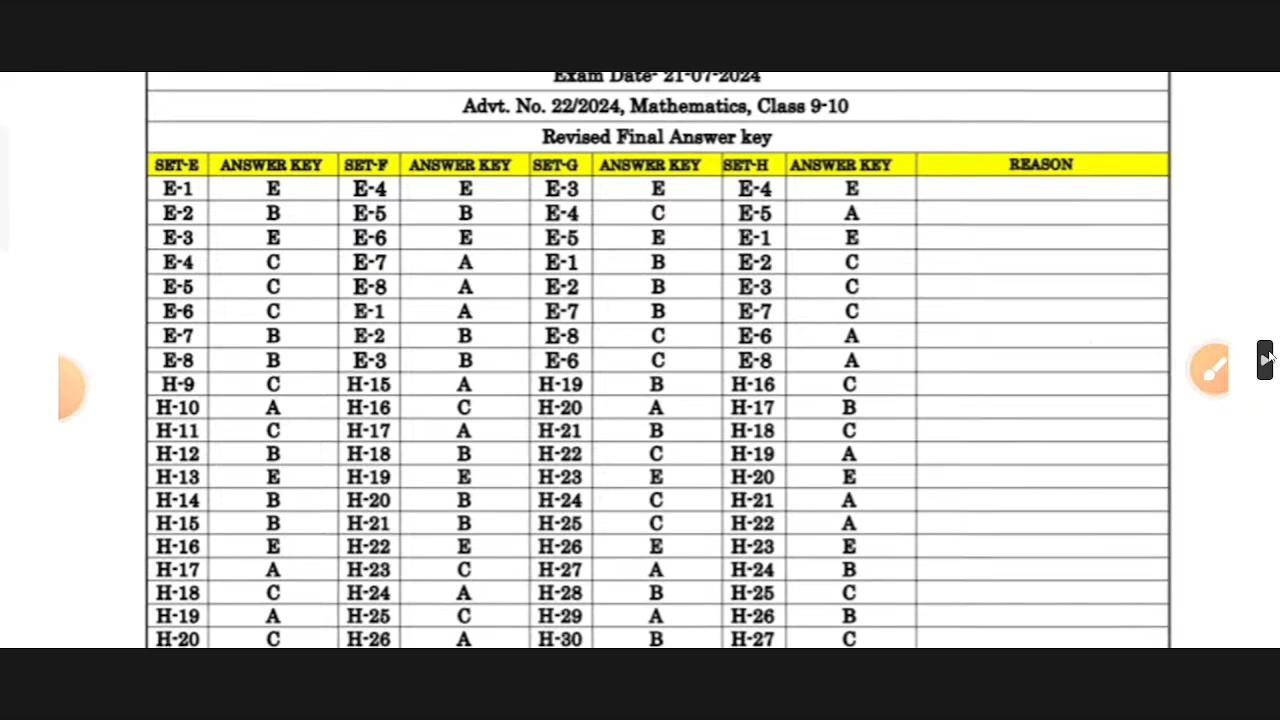 Exam Date- 21-07-2024
Advt. No. 22/2024, Mathematics, Class 9-10
Revised Final Answer key
SET-E ANSWER KEY SET-F ANSWER KEY SET-G ANSWER KEY SET-H ANSWER KEY REASON
E-1 E E-4 E E-3 E E-4 E
E-2 B E-5 B E-4 C E-5 A
E-3 E E-6 E E-5 E E-1 E
E-4 C E-7 A E-1 B E-2 C
E-5 C E-8 A E-2 B E-3 C
E-6 C E-1 A E-7 B E-7 C
E-7 B E-2 B E-8 C E-6 A
E-8 B E-3 B E-6 C E-8 A
H-9 C H-15 A H-19 B H-16 C
H-10 A H-16 C H-20 A H-17 B
H-11 C H-17 A H-21 B H-18 C
H-12 B H-18 B H-22 C H-19 A
H-13 E H-19 E H-23 E H-20 E
H-14 B H-20 B H-24 C H-21 A
H-15 B H-21 B H-25 C H-22 A
H-16 E H-22 E H-26 E H-23 E
H-17 A H-23 C H-27 A H-24 B
H-18 C H-24 A H-28 B H-25 C
H-19 A H-25 C H-29 A H-26 B
H-20 C H-26 A H-30 B H-27 C